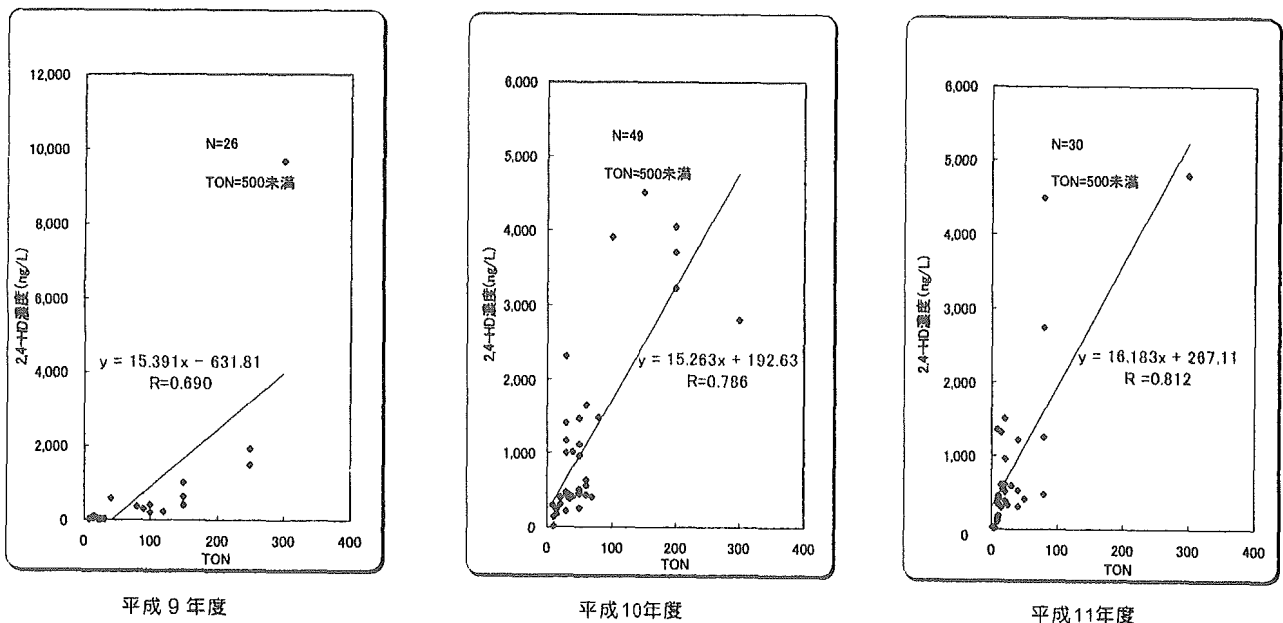 12,000
10,000
8,000
6,000
4,000
2,000
0
2,4-HD濃度(ng/L)
N=26
TON=500未満
y = 15.391x − 631.81
R=0.690
0 100 200 300 400
TON
平成9年度
6,000
5,000
4,000
3,000
2,000
1,000
0
2,4-HD濃度(ng/L)
N=49
TON=500未満
y = 15.263x + 192.63
R=0.786
0 100 200 300 400
TON
平成10年度
6,000
5,000
4,000
3,000
2,000
1,000
0
2,4-HD濃度(ng/L)
N=30
TON=500未満
y = 16.183x + 267.11
R =0.812
0 100 200 300 400
TON
平成11年度